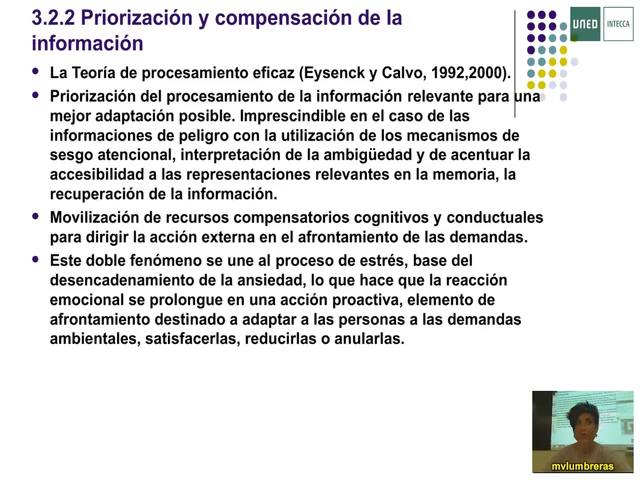 3.2.2 Priorización y compensación de la
información
UNED
INTECCA
La Teoría de procesamiento eficaz (Eysenck y Calvo, 1992,2000).
Priorización del procesamiento de la información relevante para una
mejor adaptación posible. Imprescindible en el caso de las
informaciones de peligro con la utilización de los mecanismos de
sesgo atencional, interpretación de la ambigüedad y de acentuar la
accesibilidad a las representaciones relevantes en la memoria, la
recuperación de la información.
Movilización de recursos compensatorios cognitivos y conductuales
para dirigir la acción externa en el afrontamiento de las demandas.
Este doble fenómeno se une al proceso de estrés, base del
desencadenamiento de la ansiedad, lo que hace que la reacción
emocional se prolongue en una acción proactiva, elemento de
afrontamiento destinado a adaptar a las personas a las demandas
ambientales, satisfacerlas, reducirlas o anularlas.
mvlumbreras